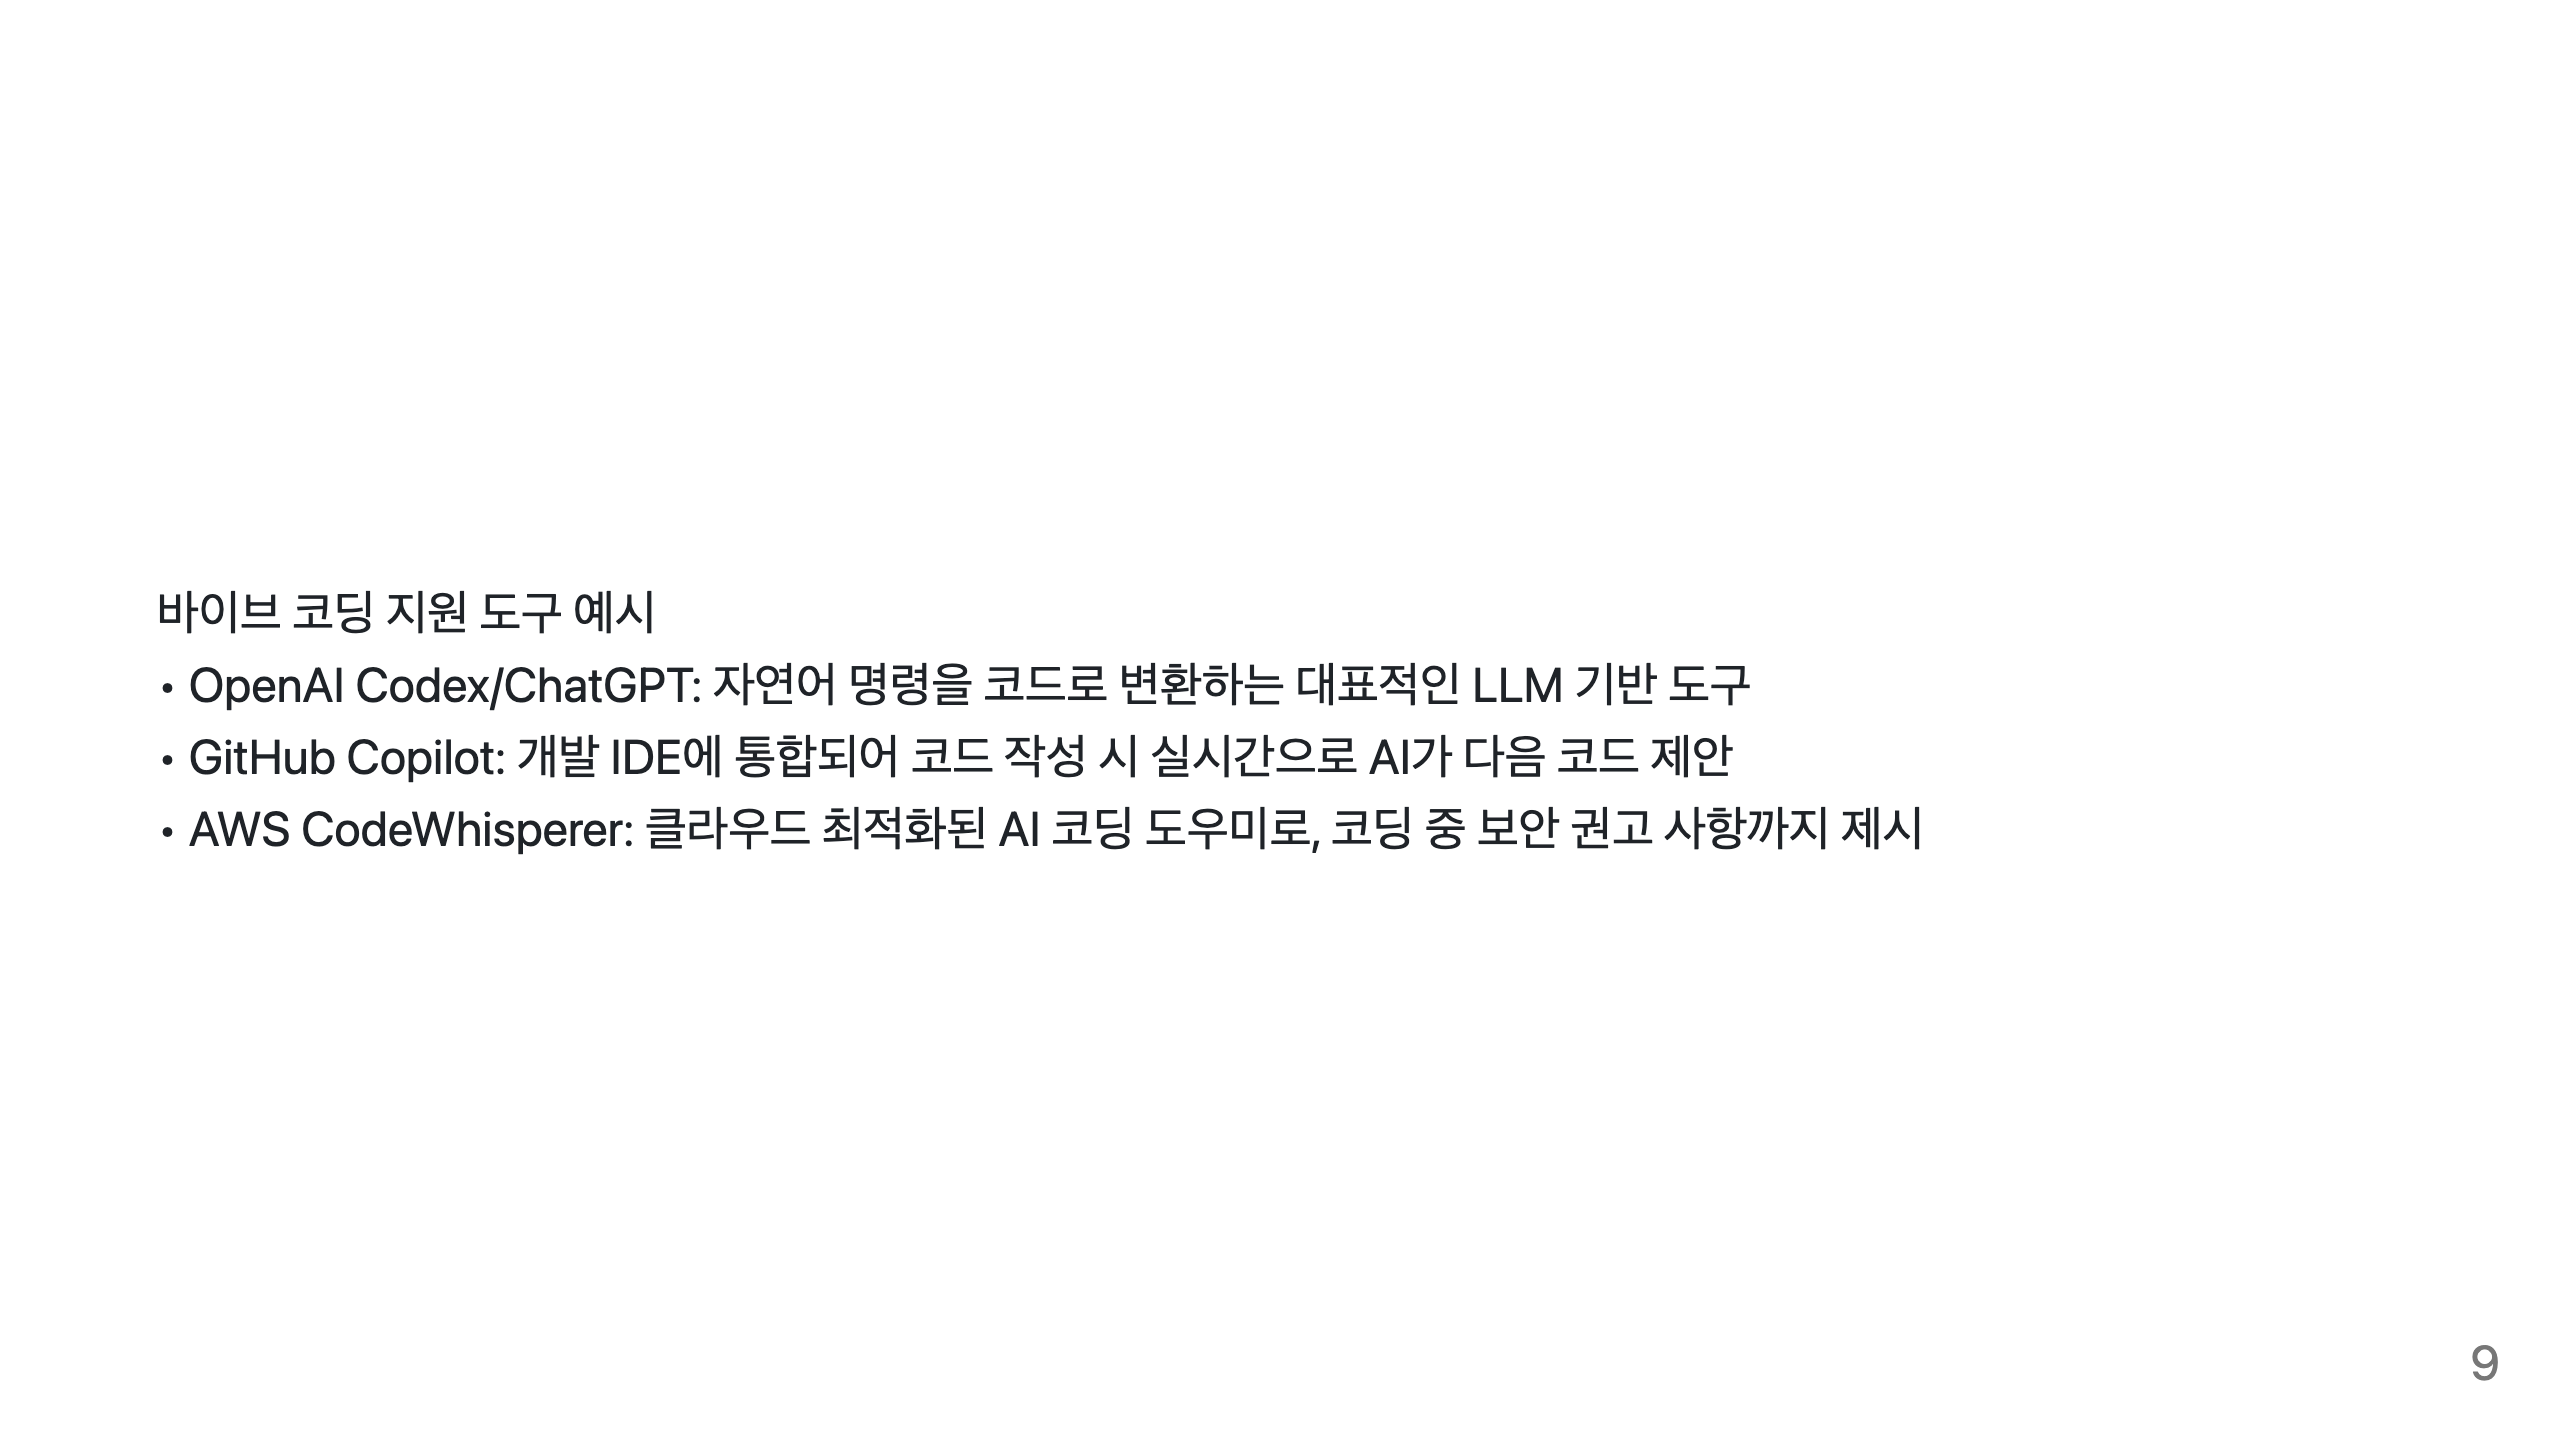 바이브 코딩 지원 도구 예시
• OpenAI Codex/ChatGPT: 자연어 명령을 코드로 변환하는 대표적인 LLM 기반 도구
• GitHub Copilot: 개발 IDE에 통합되어 코드 작성 시 실시간으로 AI가 다음 코드 제안
• AWS CodeWhisperer: 클라우드 최적화된 AI 코딩 도우미로, 코딩 중 보안 권고 사항까지 제시
9